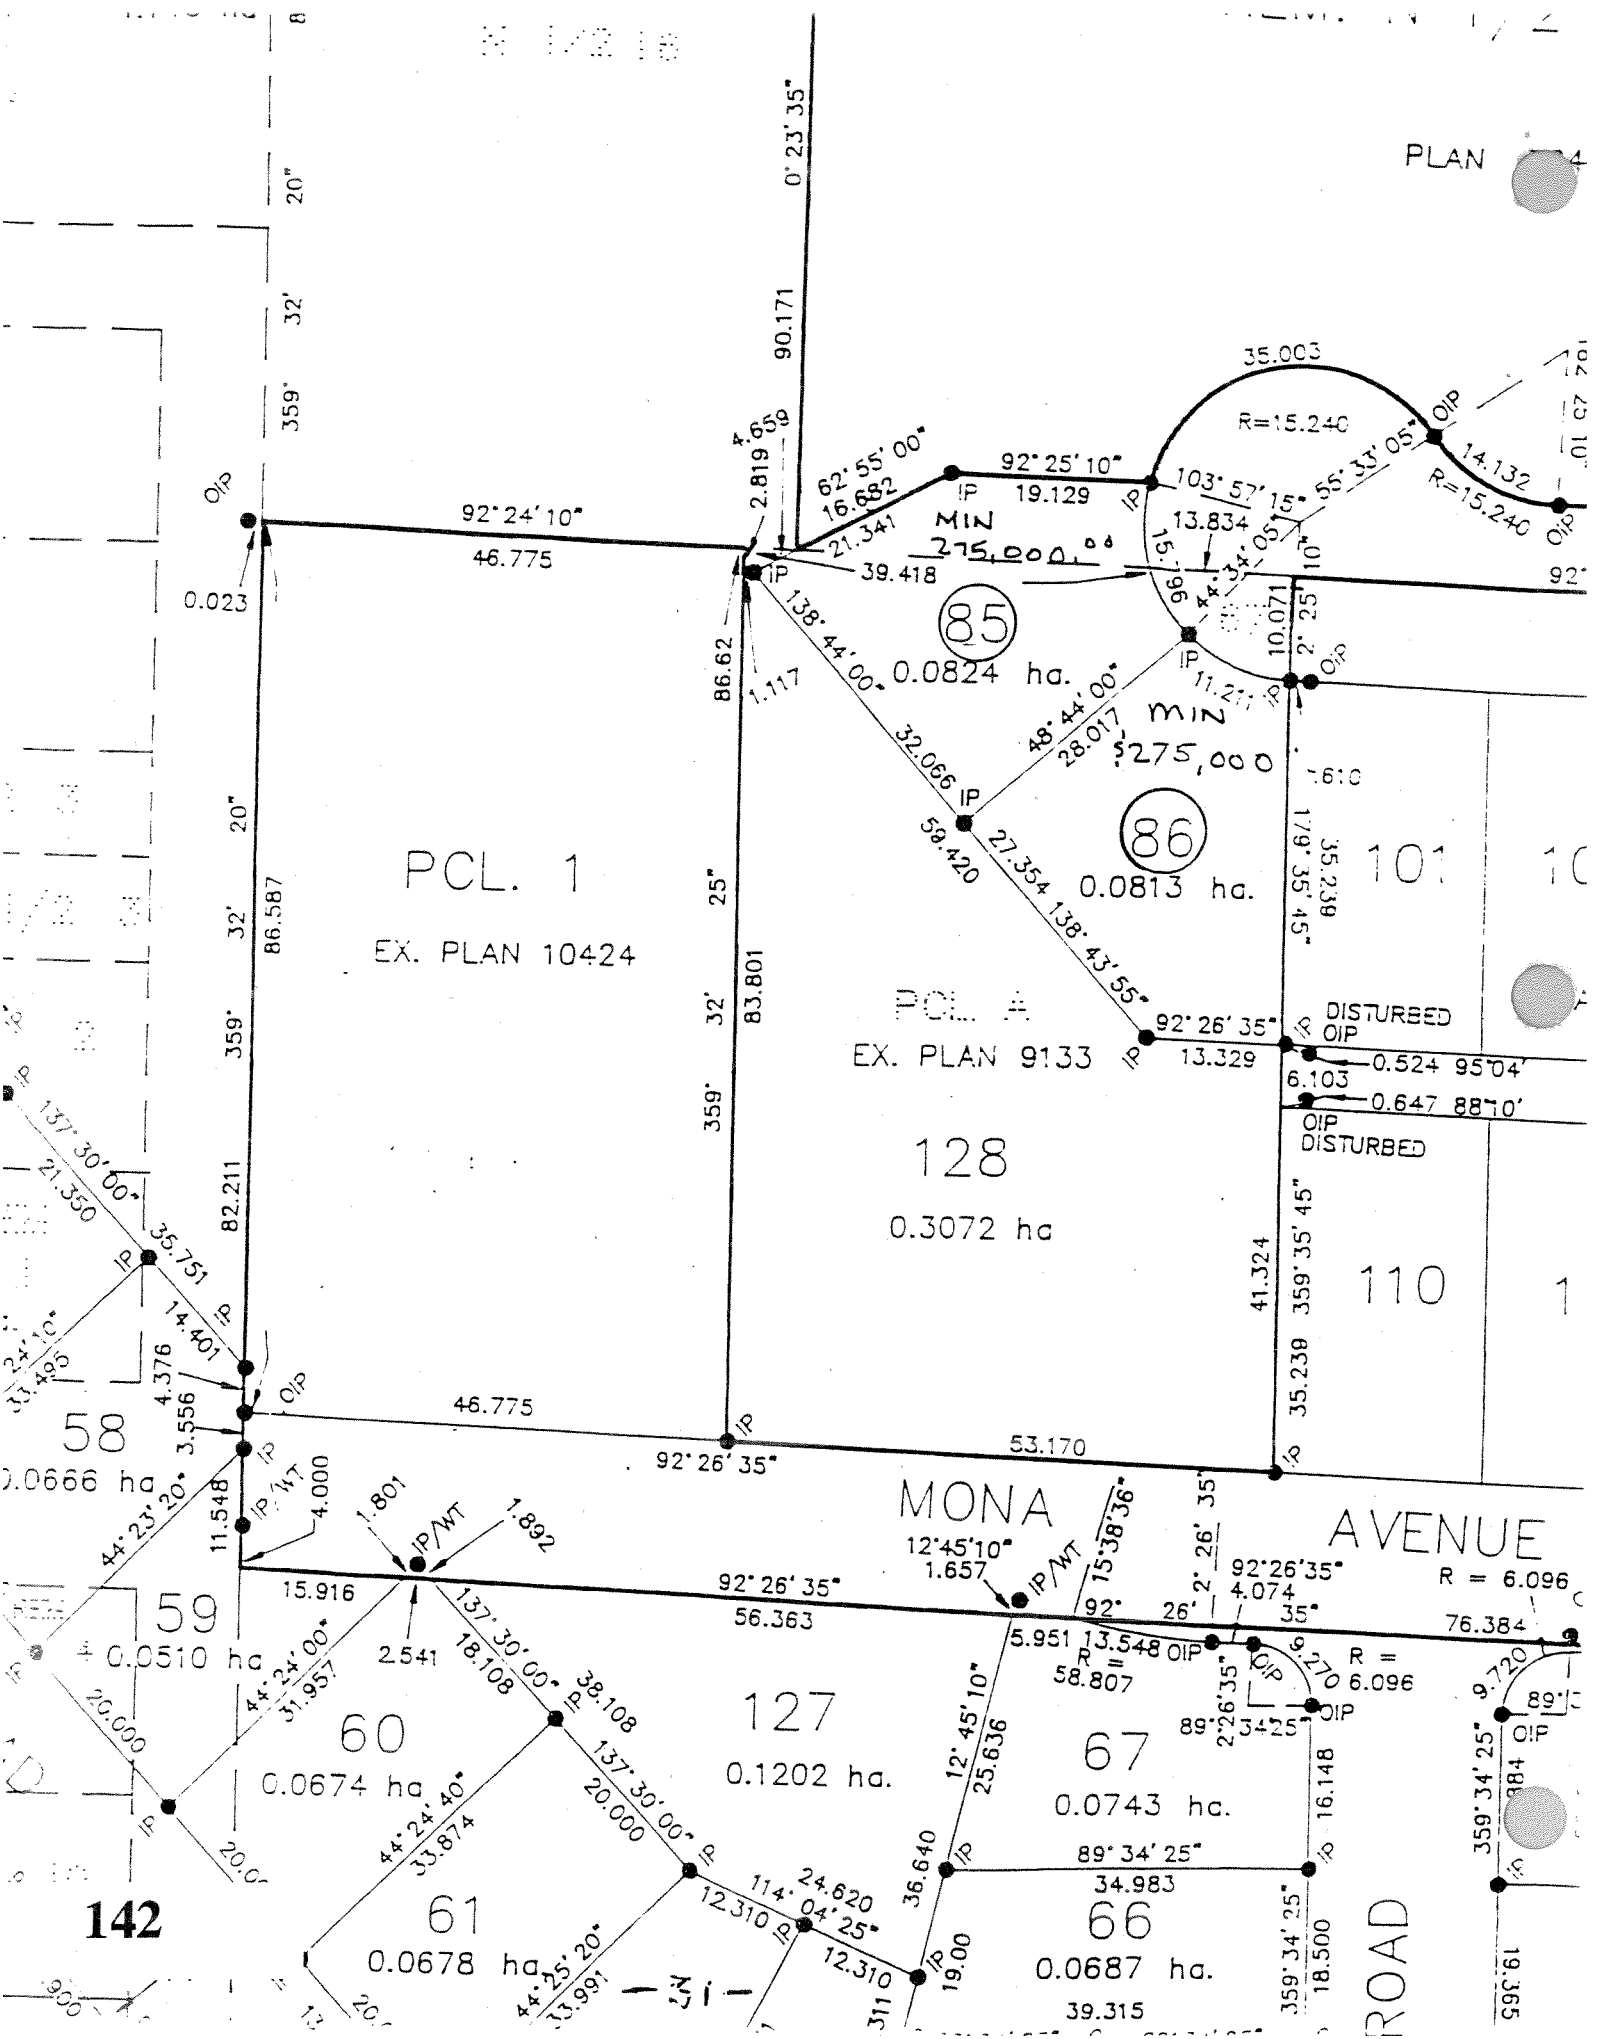 N 1/2 16
0° 23' 35"
PLAN
20"
32'
359°
90.171
35.003
R=15.240
OIP
55° 33' 05"
14.132
R=15.240
OIP
4.659
2.819
62° 55' 00"
16.682
21.341
IP
92° 25' 10"
19.129
IP
103° 57' 15"
13.834
44° 34' 05"
15.796
MIN
275,000.00
39.418
OIP
92° 24' 10"
46.775
0.023
IP
86.62
1.117
138° 44' 00"
32.066
85
0.0824 ha.
IP
11.211
IP
10.071
2° 25' 10"
OIP
92°
48° 44' 00"
28.017
MIN
$275,000
IP
58.420
27.354
138° 43' 55"
86
0.0813 ha.
.610
179° 35' 45"
35.239
101
20"
32'
359°
86.587
82.211
PCL. 1
EX. PLAN 10424
25"
32'
359°
83.801
PCL. A
EX. PLAN 9133
IP
92° 26' 35"
13.329
IP
DISTURBED
OIP
0.524 95°04'
6.103
0.647 88°10'
OIP
DISTURBED
128
0.3072 ha
41.324
359° 35' 45"
35.239
110
IP
137° 30' 00"
21.350
35.751
IP
14.401
IP
4.376
3.556
OIP
IP
IP/WT
11.548
4.000
33.495
58
0.0666 ha
44° 23' 20"
46.775
92° 26' 35"
IP
53.170
IP
MONA AVENUE
1.801
IP/WT
1.892
15.916
2.541
92° 26' 35"
56.363
12°45'10"
1.657
IP/WT
15°38'36"
2° 26' 35"
92°26'35"
4.074
R = 6.096
92° 26' 35"
76.384
5.951
13.548
R =
58.807
OIP
OIP
9.270
R =
6.096
2°26'35"
89°34'25"
OIP
9.720
OIP
59
0.0510 ha
IP
20.000
IP
44° 24' 00"
31.957
60
0.0674 ha.
137° 30' 00"
18.108
38.108
IP
137° 30' 00"
20.000
IP
127
0.1202 ha.
12° 45' 10"
25.636
36.640
67
0.0743 ha.
16.148
359° 34' 25"
IP
89° 34' 25"
34.983
IP
IP
44° 24' 40"
33.874
142
61
0.0678 ha.
114° 04' 25"
24.620
12.310
IP
12.310
IP
19.00
66
0.0687 ha.
39.315
359° 34' 25"
18.500
ROAD
19.365
44° 25' 20"
33.991